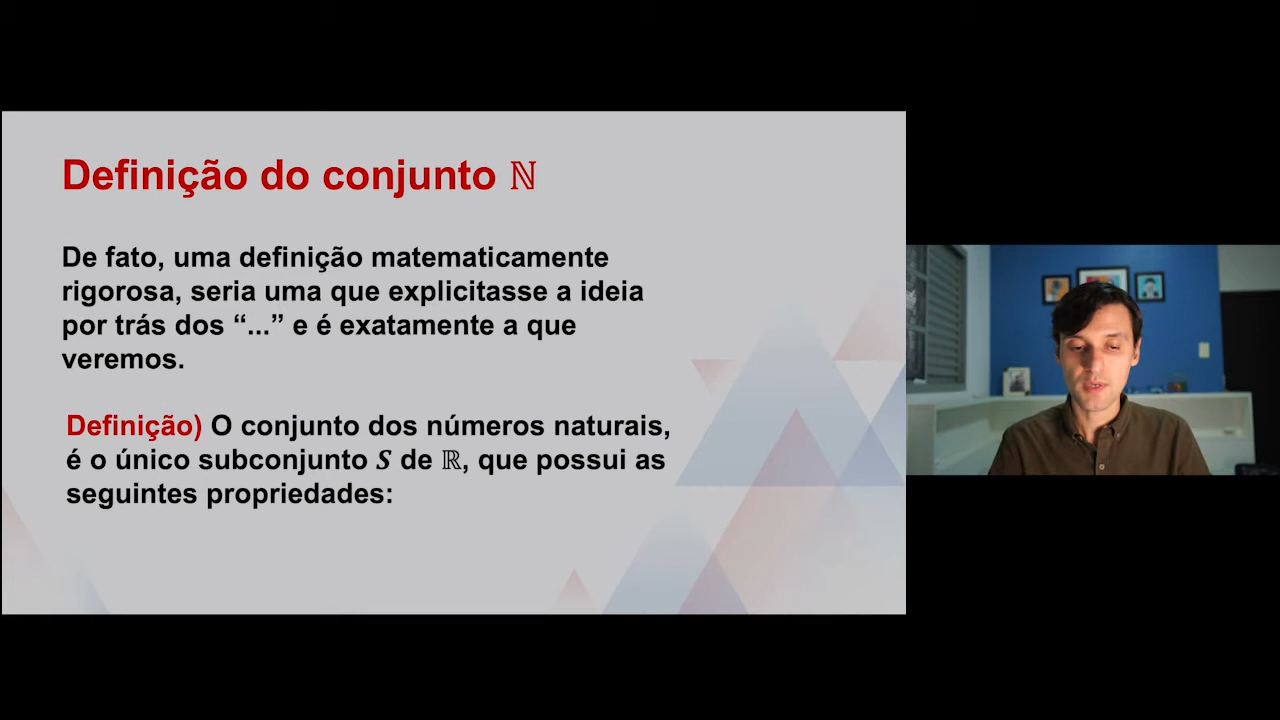 Definição do conjunto ℕ
De fato, uma definição matematicamente
rigorosa, seria uma que explicitasse a ideia
por trás dos “...” e é exatamente a que
veremos.
Definição) O conjunto dos números naturais,
é o único subconjunto 𝑺 de ℝ, que possui as
seguintes propriedades: